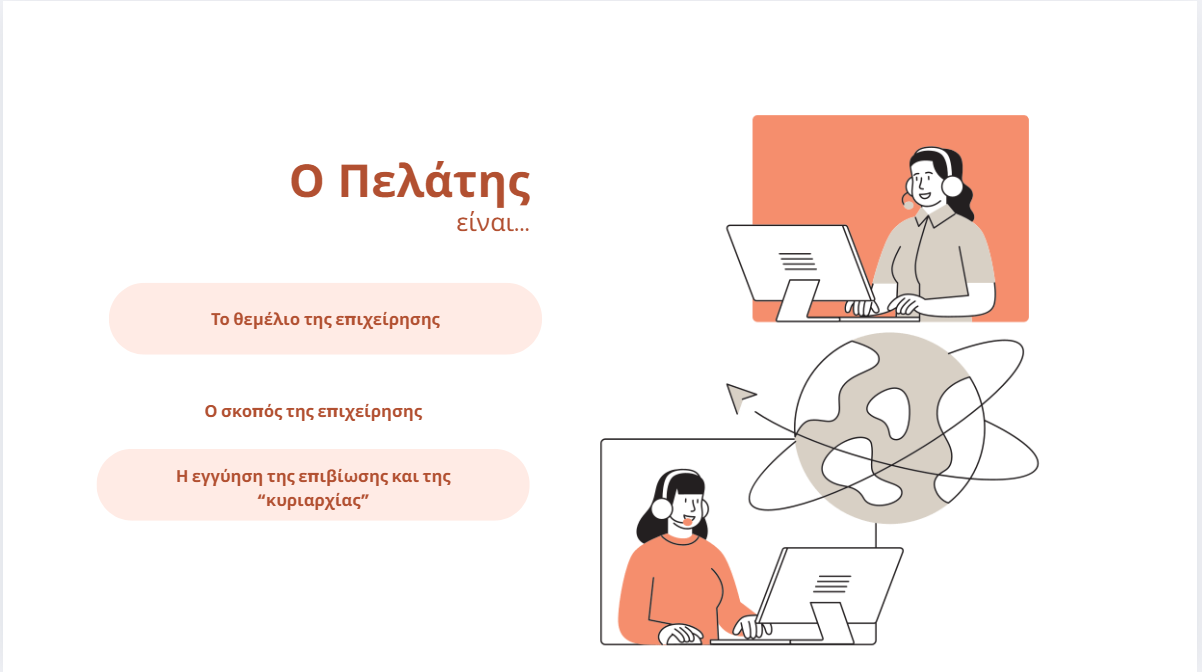 Ο Πελάτης
είναι...
Το θεμέλιο της επιχείρησης
Ο σκοπός της επιχείρησης
Η εγγύηση της επιβίωσης και της
“κυριαρχίας”